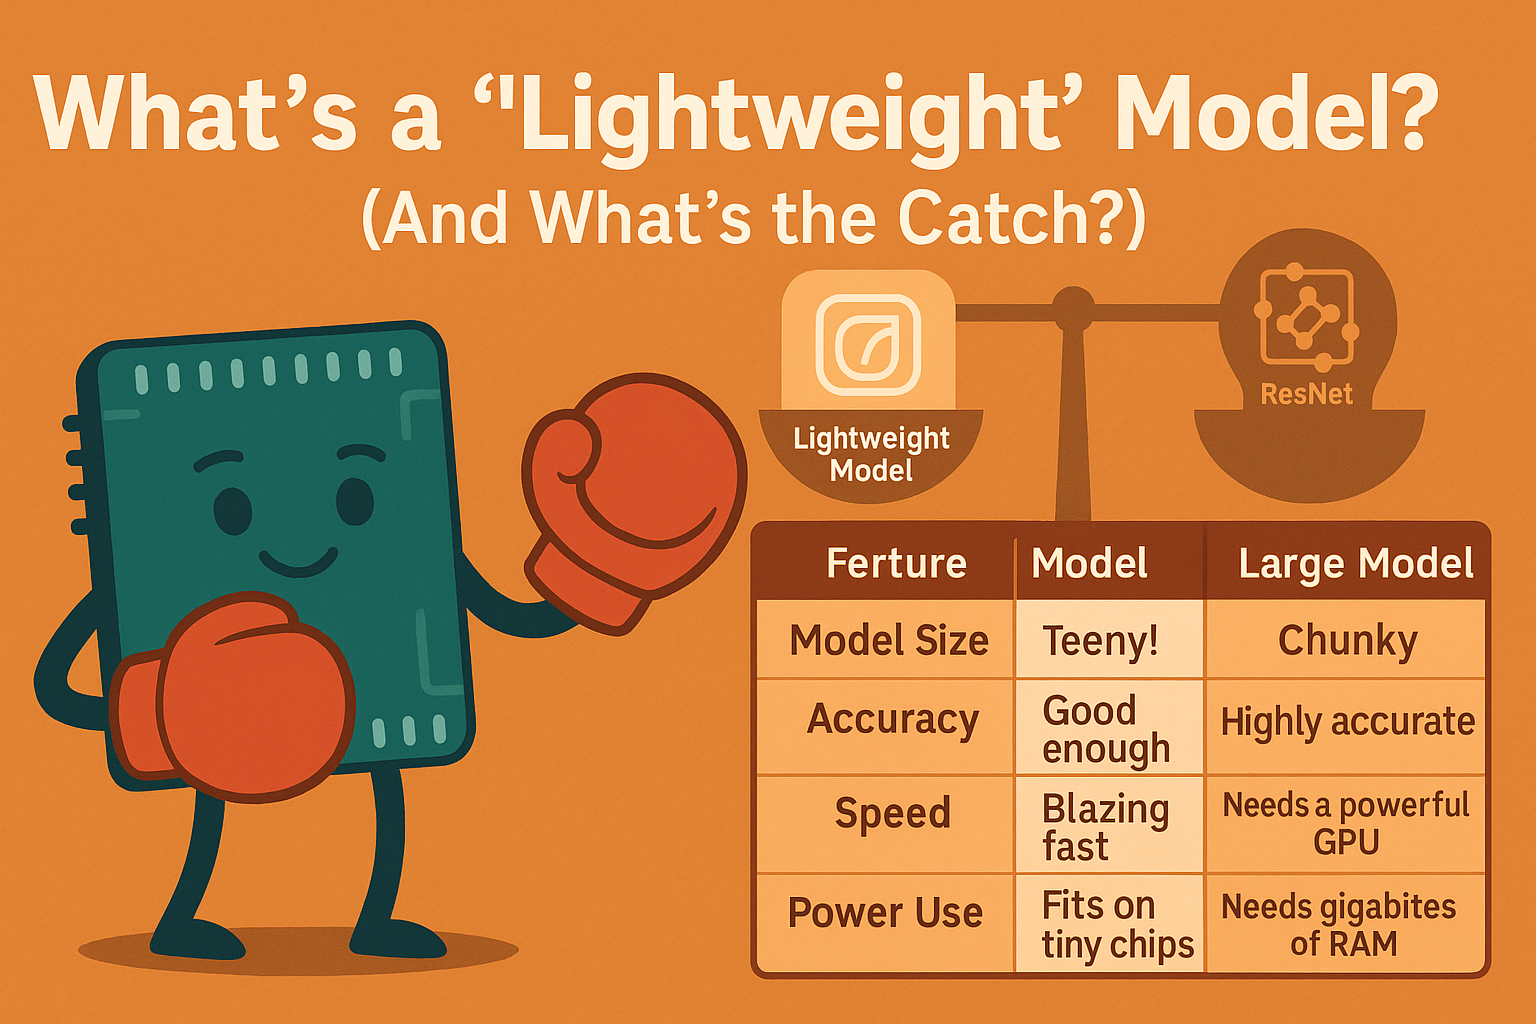 What’s a ‘'Lightweight’ Model?
(And What’s the Catch?)
ResNet
Lightweight
Model
Ferture Model Large Model
Model Size Teeny! Chunky
Accuracy Good enough Highly accurate
Speed Blazing fast Needs a powerful GPU
Power Use Fits on tiny chips Needs gigabites of RAM